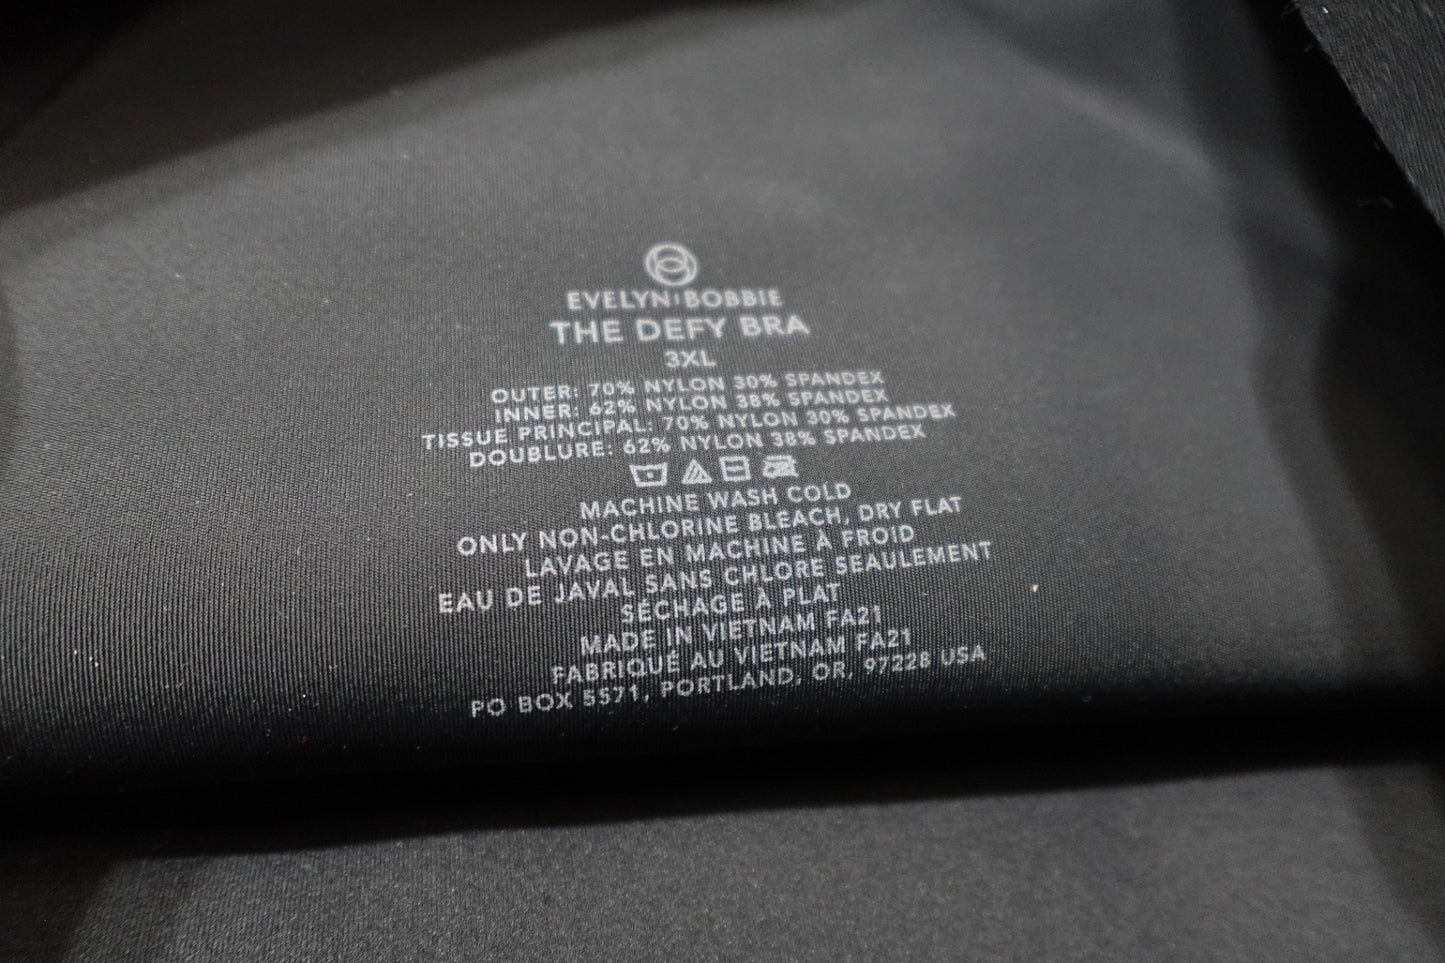 EVELYN BOBBIE
THE DEFY BRA
3XL
OUTER: 70% NYLON 30% SPANDEX
INNER: 62% NYLON 38% SPANDEX
TISSUE PRINCIPAL: 70% NYLON 30% SPANDEX
DOUBLURE: 62% NYLON 38% SPANDEX
MACHINE WASH COLD
ONLY NON-CHLORINE BLEACH, DRY FLAT
LAVAGE EN MACHINE À FROID
EAU DE JAVAL SANS CHLORE SEAULEMENT
SÉCHAGE À PLAT
MADE IN VIETNAM FA21
FABRIQUÉ AU VIETNAM FA21
PO BOX 5571, PORTLAND, OR, 97228 USA